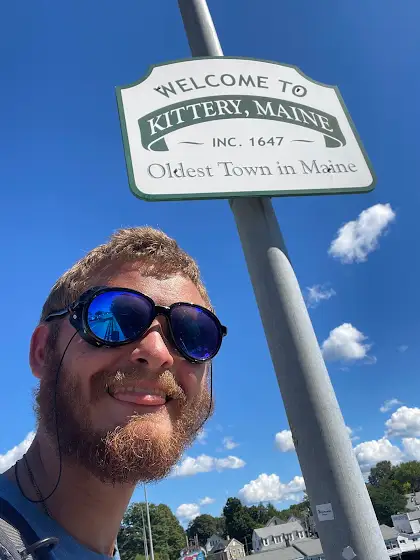 WELCOME TO
KITTERY, MAINE
INC. 1647
Oldest Town in Maine